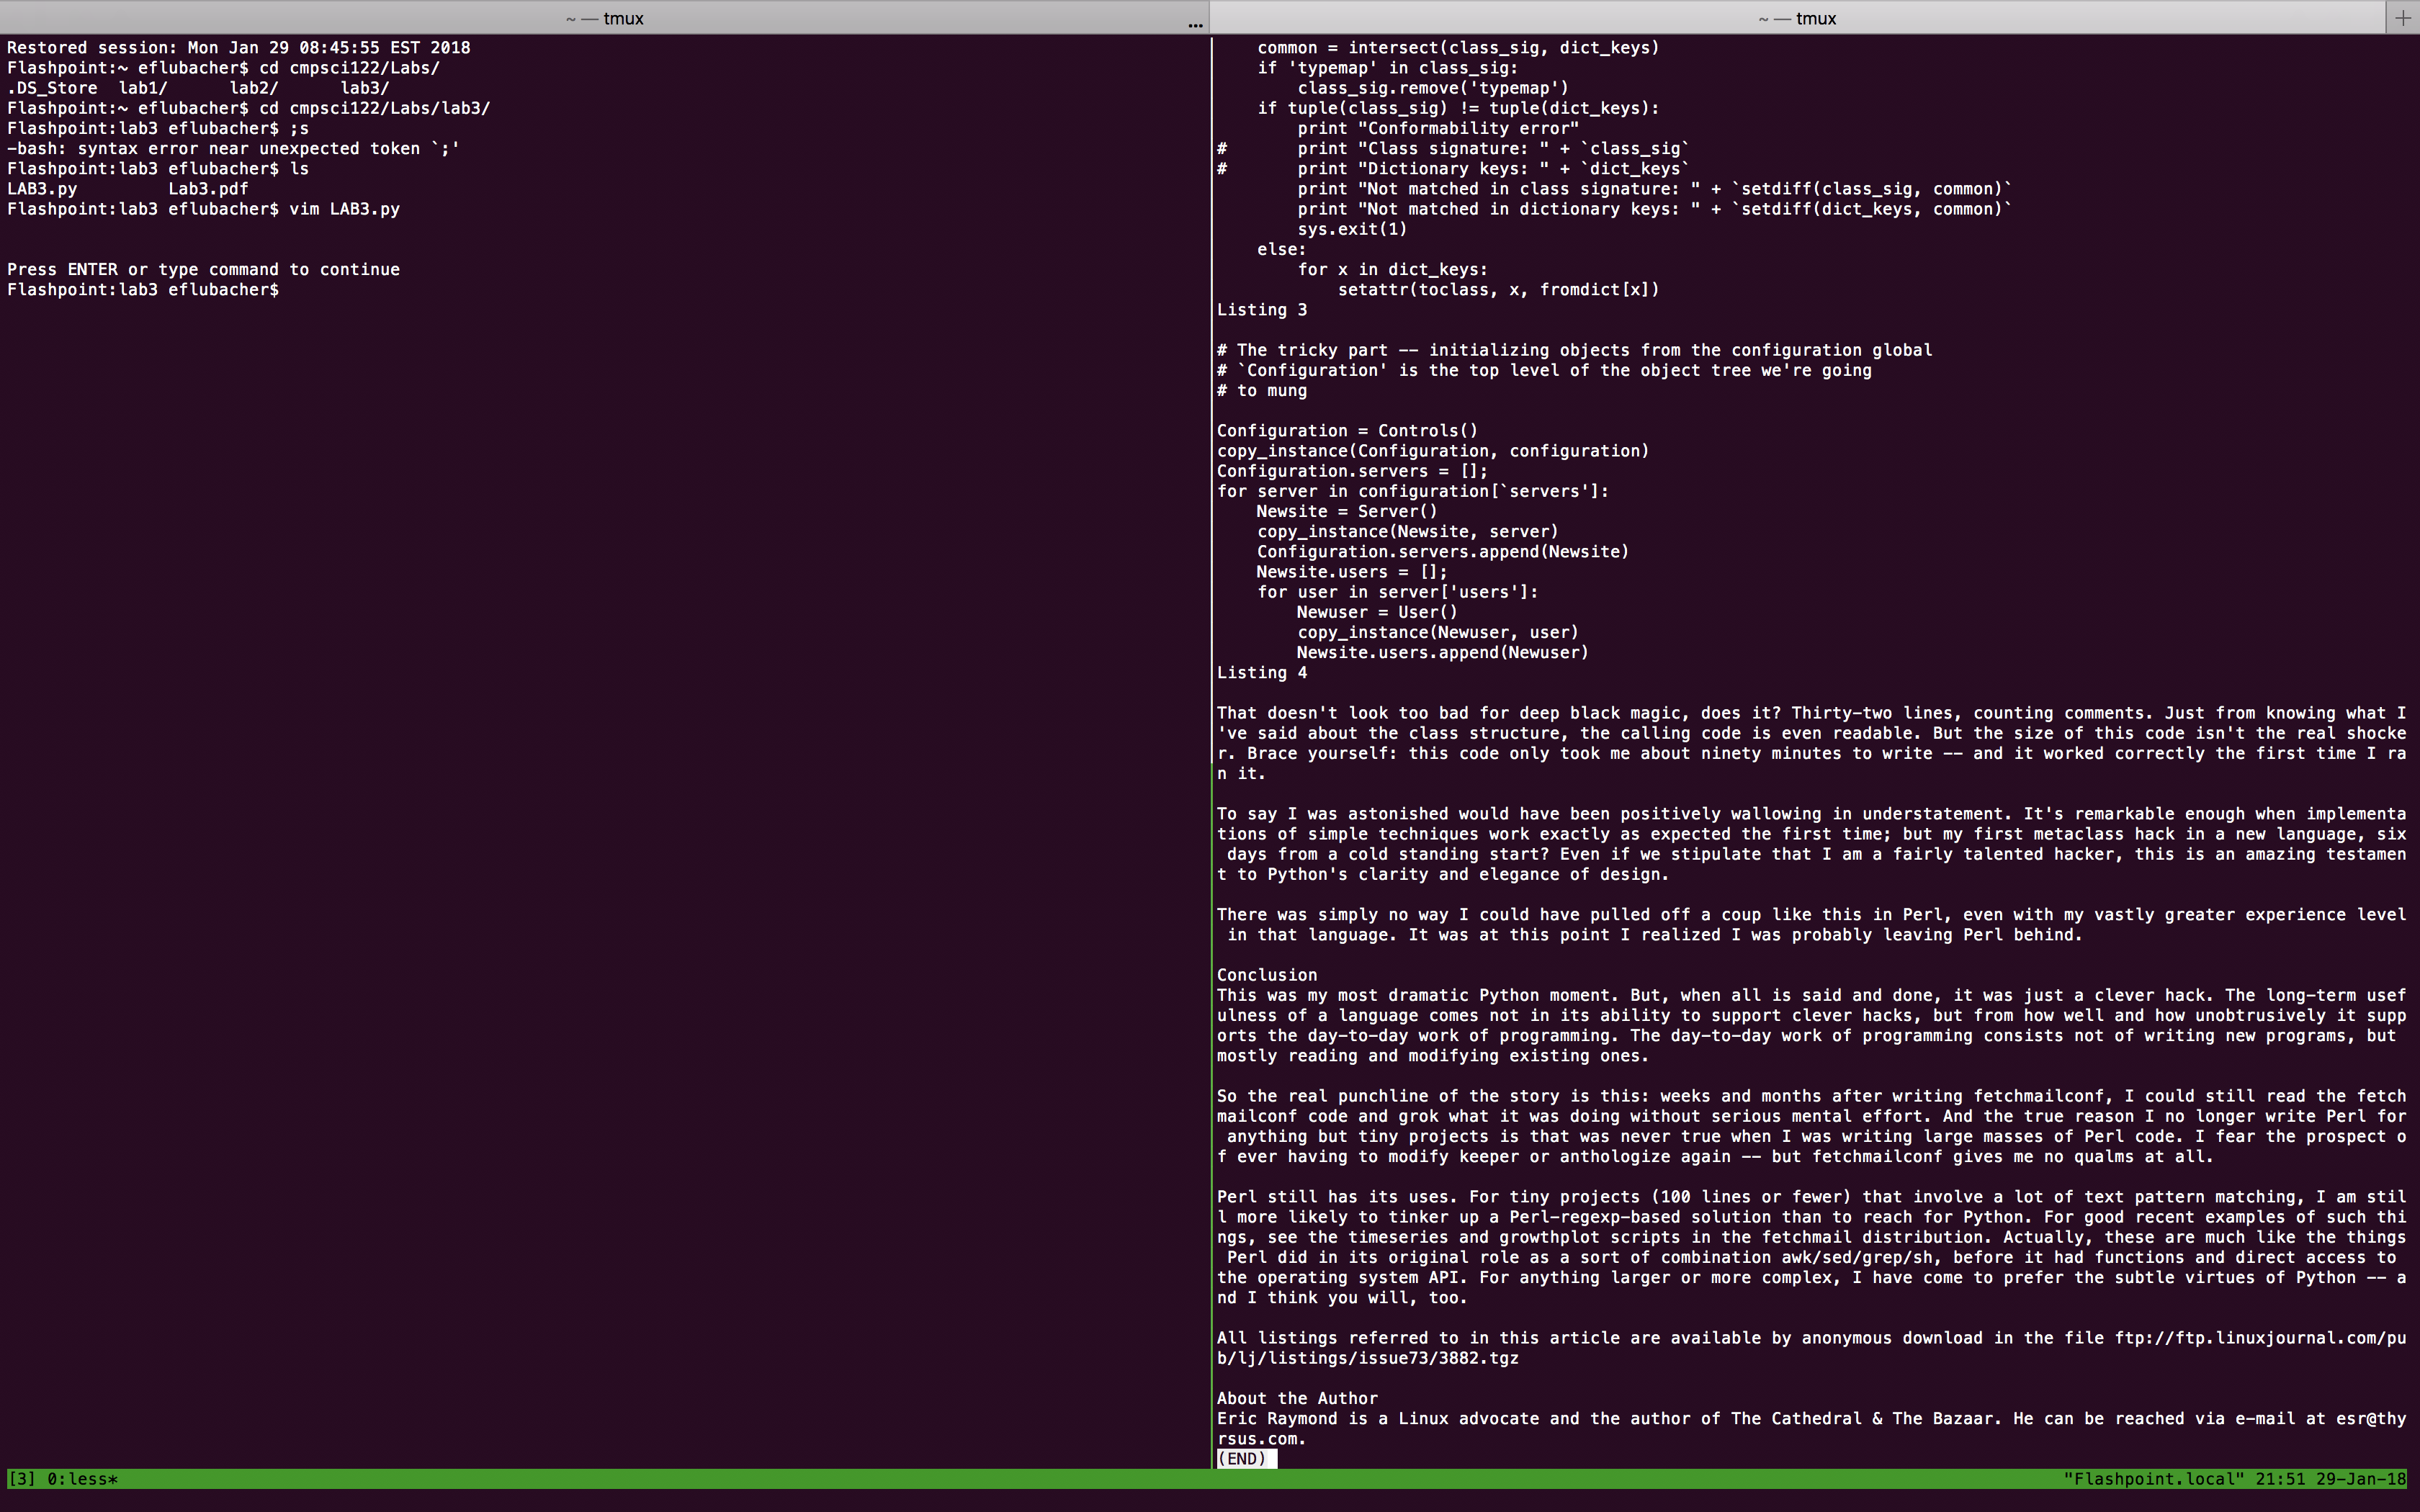 ~ — tmux
...
~ — tmux
+
Restored session: Mon Jan 29 08:45:55 EST 2018
Flashpoint:~ eflubacher$ cd cmpsci122/Labs/
.DS_Store  lab1/      lab2/      lab3/
Flashpoint:~ eflubacher$ cd cmpsci122/Labs/lab3/
Flashpoint:lab3 eflubacher$ ;s
-bash: syntax error near unexpected token `;'
Flashpoint:lab3 eflubacher$ ls
LAB3.py         Lab3.pdf
Flashpoint:lab3 eflubacher$ vim LAB3.py
Press ENTER or type command to continue
Flashpoint:lab3 eflubacher$
    common = intersect(class_sig, dict_keys)
    if 'typemap' in class_sig:
        class_sig.remove('typemap')
    if tuple(class_sig) != tuple(dict_keys):
        print "Conformability error"
#       print "Class signature: " + `class_sig`
#       print "Dictionary keys: " + `dict_keys`
        print "Not matched in class signature: " + `setdiff(class_sig, common)`
        print "Not matched in dictionary keys: " + `setdiff(dict_keys, common)`
        sys.exit(1)
    else:
        for x in dict_keys:
            setattr(toclass, x, fromdict[x])
Listing 3
# The tricky part -- initializing objects from the configuration global
# `Configuration' is the top level of the object tree we're going
# to mung
Configuration = Controls()
copy_instance(Configuration, configuration)
Configuration.servers = [];
for server in configuration[`servers']:
    Newsite = Server()
    copy_instance(Newsite, server)
    Configuration.servers.append(Newsite)
    Newsite.users = [];
    for user in server['users']:
        Newuser = User()
        copy_instance(Newuser, user)
        Newsite.users.append(Newuser)
Listing 4
That doesn't look too bad for deep black magic, does it? Thirty-two lines, counting comments. Just from knowing what I
've said about the class structure, the calling code is even readable. But the size of this code isn't the real shocke
r. Brace yourself: this code only took me about ninety minutes to write -- and it worked correctly the first time I ra
n it.
To say I was astonished would have been positively wallowing in understatement. It's remarkable enough when implementa
tions of simple techniques work exactly as expected the first time; but my first metaclass hack in a new language, six
 days from a cold standing start? Even if we stipulate that I am a fairly talented hacker, this is an amazing testamen
t to Python's clarity and elegance of design.
There was simply no way I could have pulled off a coup like this in Perl, even with my vastly greater experience level
 in that language. It was at this point I realized I was probably leaving Perl behind.
Conclusion
This was my most dramatic Python moment. But, when all is said and done, it was just a clever hack. The long-term usef
ulness of a language comes not in its ability to support clever hacks, but from how well and how unobtrusively it supp
orts the day-to-day work of programming. The day-to-day work of programming consists not of writing new programs, but
mostly reading and modifying existing ones.
So the real punchline of the story is this: weeks and months after writing fetchmailconf, I could still read the fetch
mailconf code and grok what it was doing without serious mental effort. And the true reason I no longer write Perl for
 anything but tiny projects is that was never true when I was writing large masses of Perl code. I fear the prospect o
f ever having to modify keeper or anthologize again -- but fetchmailconf gives me no qualms at all.
Perl still has its uses. For tiny projects (100 lines or fewer) that involve a lot of text pattern matching, I am stil
l more likely to tinker up a Perl-regexp-based solution than to reach for Python. For good recent examples of such thi
ngs, see the timeseries and growthplot scripts in the fetchmail distribution. Actually, these are much like the things
 Perl did in its original role as a sort of combination awk/sed/grep/sh, before it had functions and direct access to
the operating system API. For anything larger or more complex, I have come to prefer the subtle virtues of Python -- a
nd I think you will, too.
All listings referred to in this article are available by anonymous download in the file ftp://ftp.linuxjournal.com/pu
b/lj/listings/issue73/3882.tgz
About the Author
Eric Raymond is a Linux advocate and the author of The Cathedral & The Bazaar. He can be reached via e-mail at esr@thy
rsus.com.
(END)
[3] 0:less*
"Flashpoint.local" 21:51 29-Jan-18